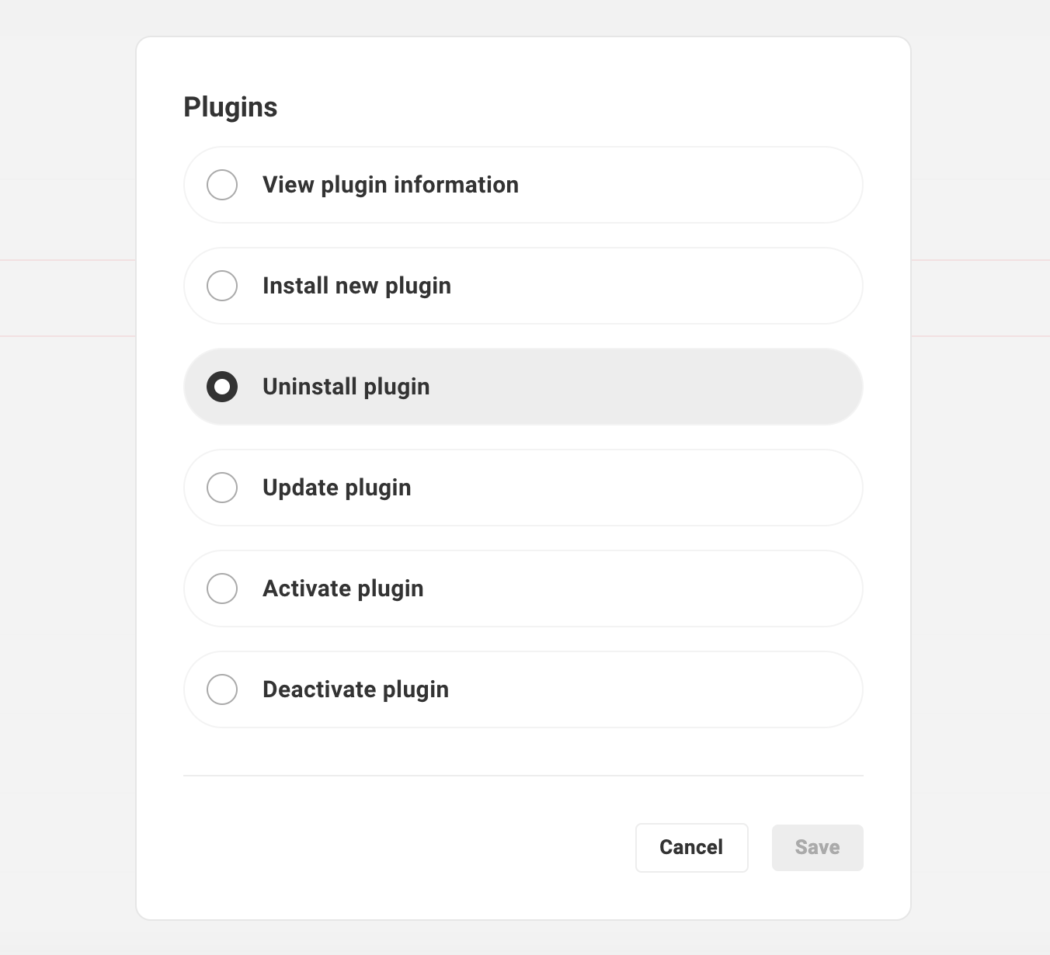 Plugins
View plugin information
Install new plugin
Uninstall plugin
Update plugin
Activate plugin
Deactivate plugin
Cancel Save